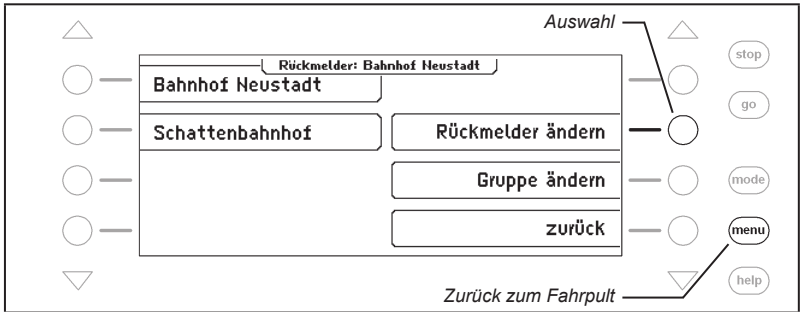 Auswahl
stop
Rückmelder: Bahnhof Neustadt
Bahnhof Neustadt
go
Schattenbahnhof
Rückmelder ändern
Gruppe ändern
mode
zurück
menu
help
Zurück zum Fahrpult